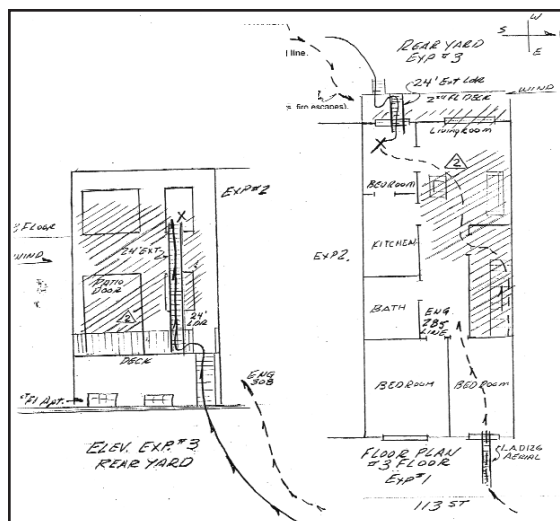 W
S
E
l line.
REAR YARD
EXP #3
s. fire escapes).
24' EXT LDR
2ND FL DECK
WIND
LIVING ROOM
2
BEDROOM
EXP #2
FLOOR
24' EXT
WIND
KITCHEN
EXP 2.
PATIO
DOOR
2
24'
LDR
BATH
ENG
285
LINE
DECK
ENG
308
BEDROOM
BEDROOM
FL APT.
ELEV. EXP. #3
REAR YARD
FLOOR PLAN
#3 FLOOR
EXP #1
LAD 126
AERIAL
113 ST